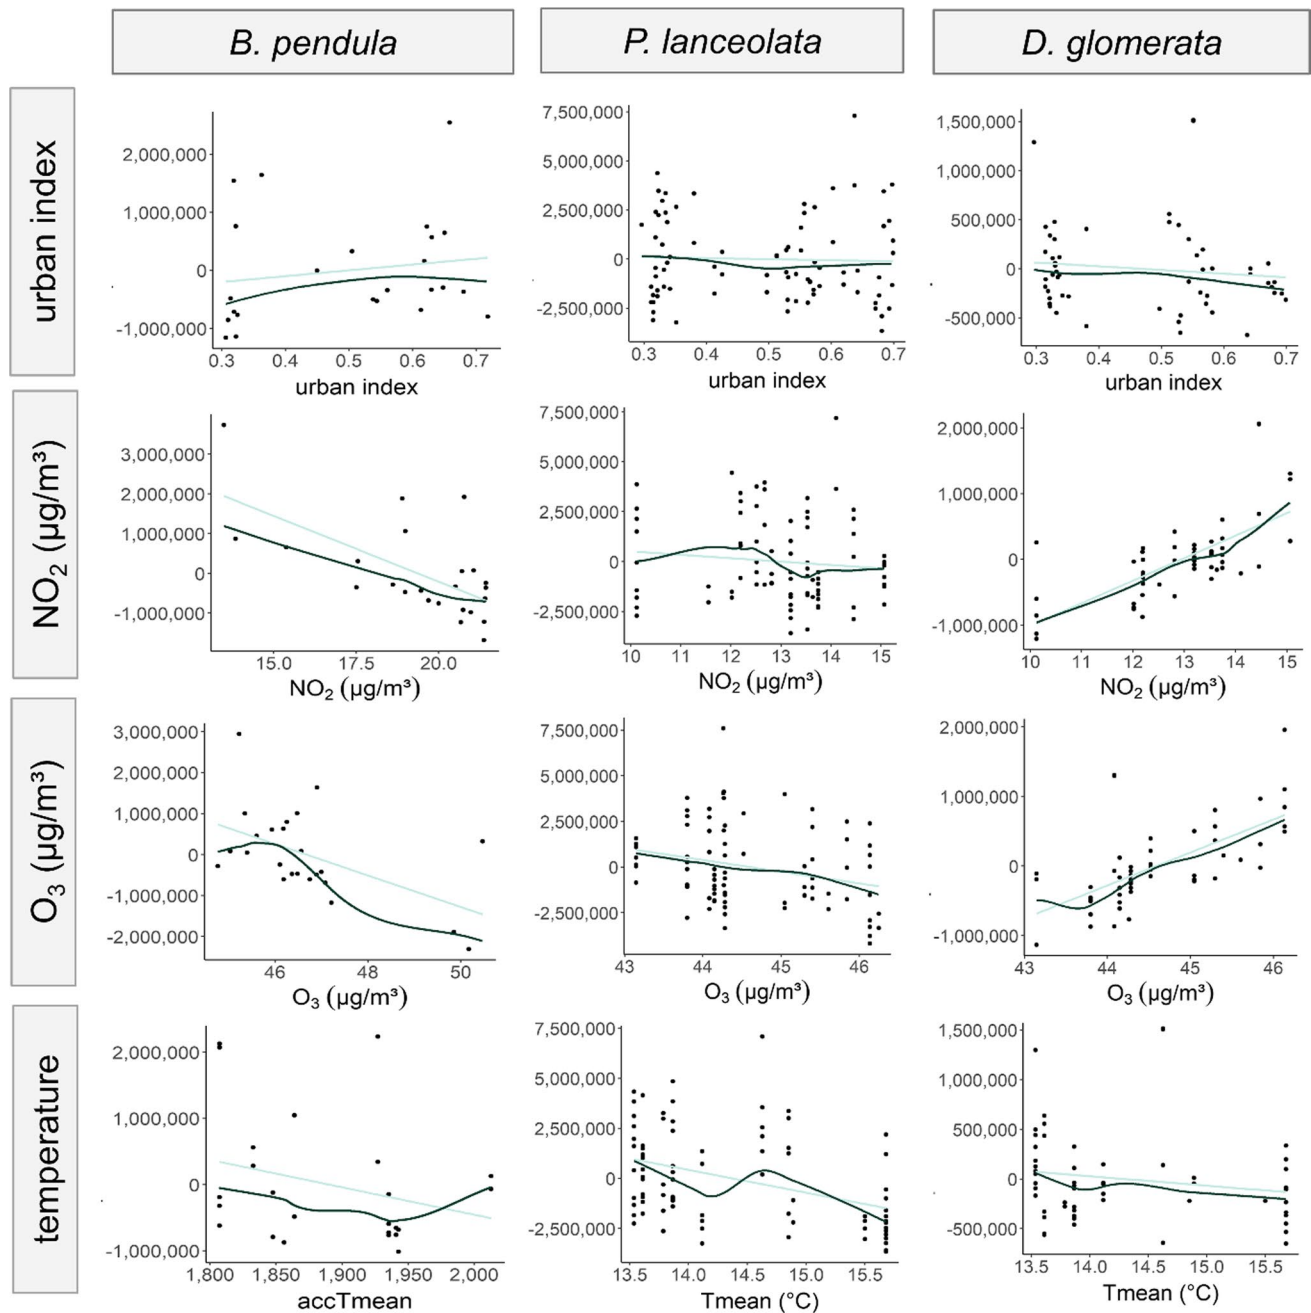 B. pendula
P. lanceolata
D. glomerata
urban index
2,000,000
1,000,000
0
-1,000,000
0.3 0.4 0.5 0.6 0.7
urban index
7,500,000
5,000,000
2,500,000
0
-2,500,000
0.3 0.4 0.5 0.6 0.7
urban index
1,500,000
1,000,000
500,000
0
-500,000
0.3 0.4 0.5 0.6 0.7
urban index
NO₂ (µg/m³)
3,000,000
2,000,000
1,000,000
0
-1,000,000
15.0 17.5 20.0
NO₂ (µg/m³)
7,500,000
5,000,000
2,500,000
0
-2,500,000
10 11 12 13 14 15
NO₂ (µg/m³)
2,000,000
1,000,000
0
-1,000,000
10 11 12 13 14 15
NO₂ (µg/m³)
O₃ (µg/m³)
3,000,000
2,000,000
1,000,000
0
-1,000,000
-2,000,000
46 48 50
O₃ (µg/m³)
7,500,000
5,000,000
2,500,000
0
-2,500,000
43 44 45 46
O₃ (µg/m³)
2,000,000
1,000,000
0
-1,000,000
43 44 45 46
O₃ (µg/m³)
temperature
2,000,000
1,000,000
0
-1,000,000
1,800 1,850 1,900 1,950 2,000
accTmean
7,500,000
5,000,000
2,500,000
0
-2,500,000
13.5 14.0 14.5 15.0 15.5
Tmean (°C)
1,500,000
1,000,000
500,000
0
-500,000
13.5 14.0 14.5 15.0 15.5
Tmean (°C)